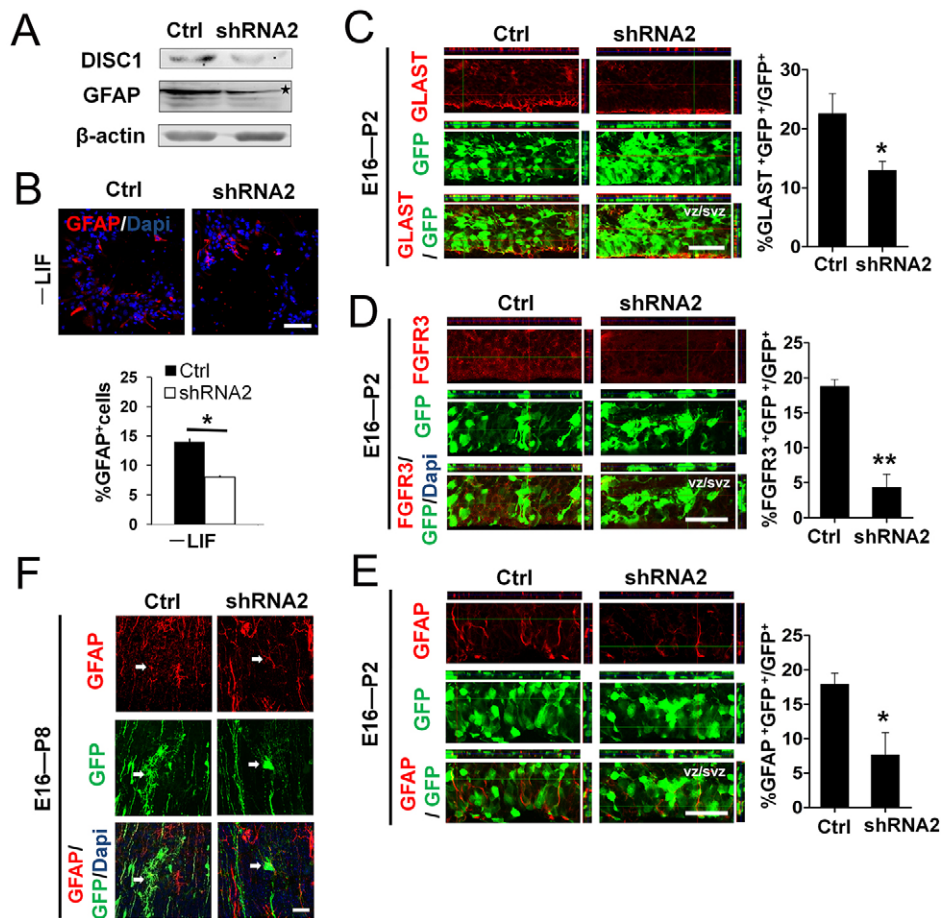 A
Ctrl shRNA2
DISC1
GFAP
★
β-actin
B
Ctrl shRNA2
GFAP/Dapi
—LIF
Ctrl
shRNA2
%GFAP⁺cells
25
20
15
10
5
0
*
—LIF
C
Ctrl shRNA2
E16—P2
GLAST
GFP
GLAST
/ GFP
vz/svz
%GLAST⁺GFP⁺/GFP⁺
30
20
10
0
*
Ctrl shRNA2
D
Ctrl shRNA2
E16—P2
FGFR3
GFP
FGFR3/
GFP/Dapi
vz/svz
%FGFR3⁺GFP⁺/GFP⁺
20
15
10
5
0
**
Ctrl shRNA2
E
Ctrl shRNA2
E16—P2
GFAP
GFP
GFAP
/ GFP
vz/svz
%GFAP⁺GFP⁺/GFP⁺
25
20
15
10
5
0
*
Ctrl shRNA2
F
Ctrl shRNA2
E16—P8
GFAP
GFP
GFAP/
GFP/Dapi